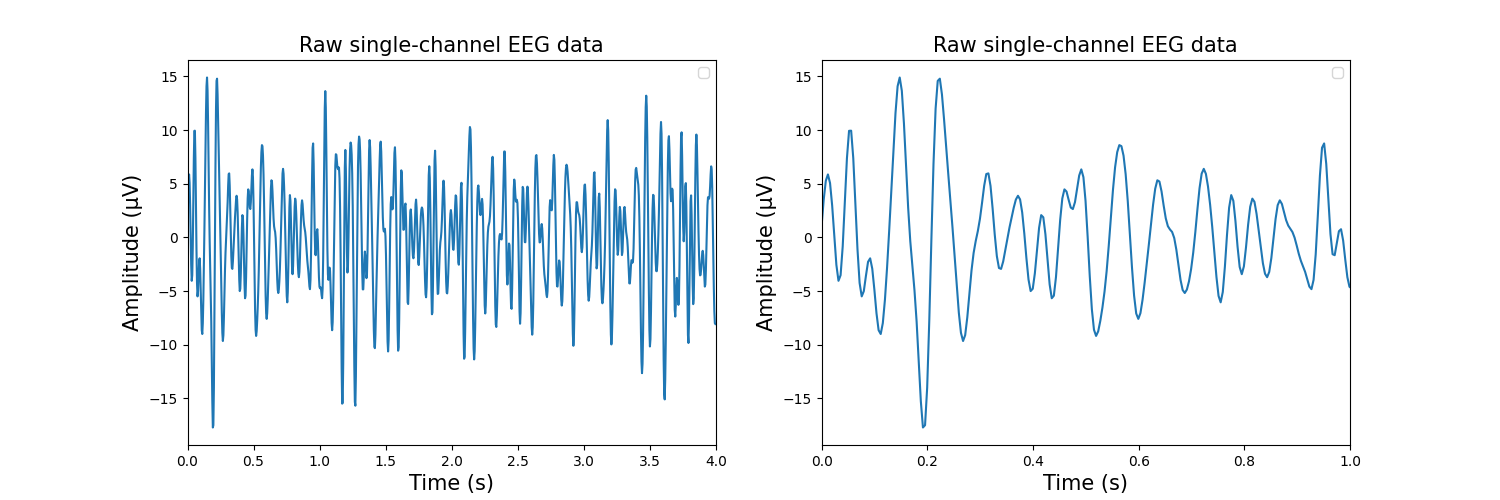 Raw single-channel EEG data
Amplitude (μV)
15
10
5
0
−5
−10
−15
0.0 0.5 1.0 1.5 2.0 2.5 3.0 3.5 4.0
Time (s)
Raw single-channel EEG data
Amplitude (μV)
15
10
5
0
−5
−10
−15
0.0 0.2 0.4 0.6 0.8 1.0
Time (s)